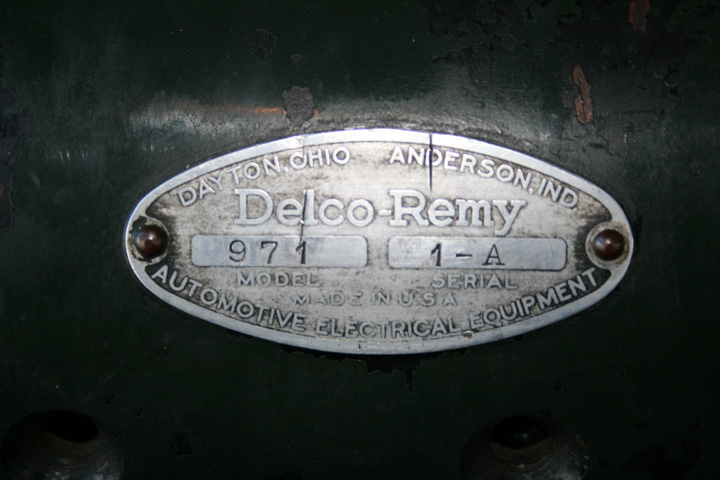 DAYTON, OHIO ANDERSON, IND.
Delco-Remy
971 1-A
MODEL SERIAL
MADE IN U.S.A
AUTOMOTIVE ELECTRICAL EQUIPMENT